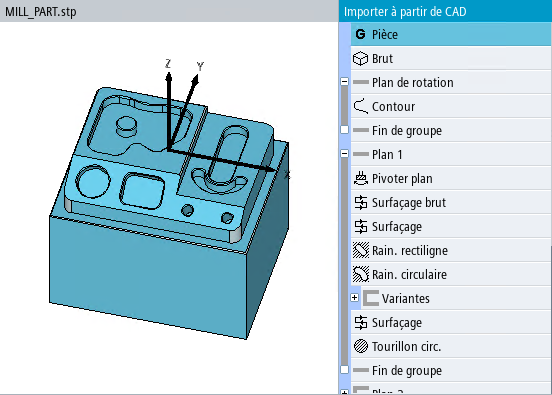 MILL_PART.stp
Importer à partir de CAD
Z
Y
X
G Pièce
Brut
Plan de rotation
Contour
Fin de groupe
Plan 1
Pivoter plan
Surfaçage brut
Surfaçage
Rain. rectiligne
Rain. circulaire
Variantes
Surfaçage
Tourillon circ.
Fin de groupe